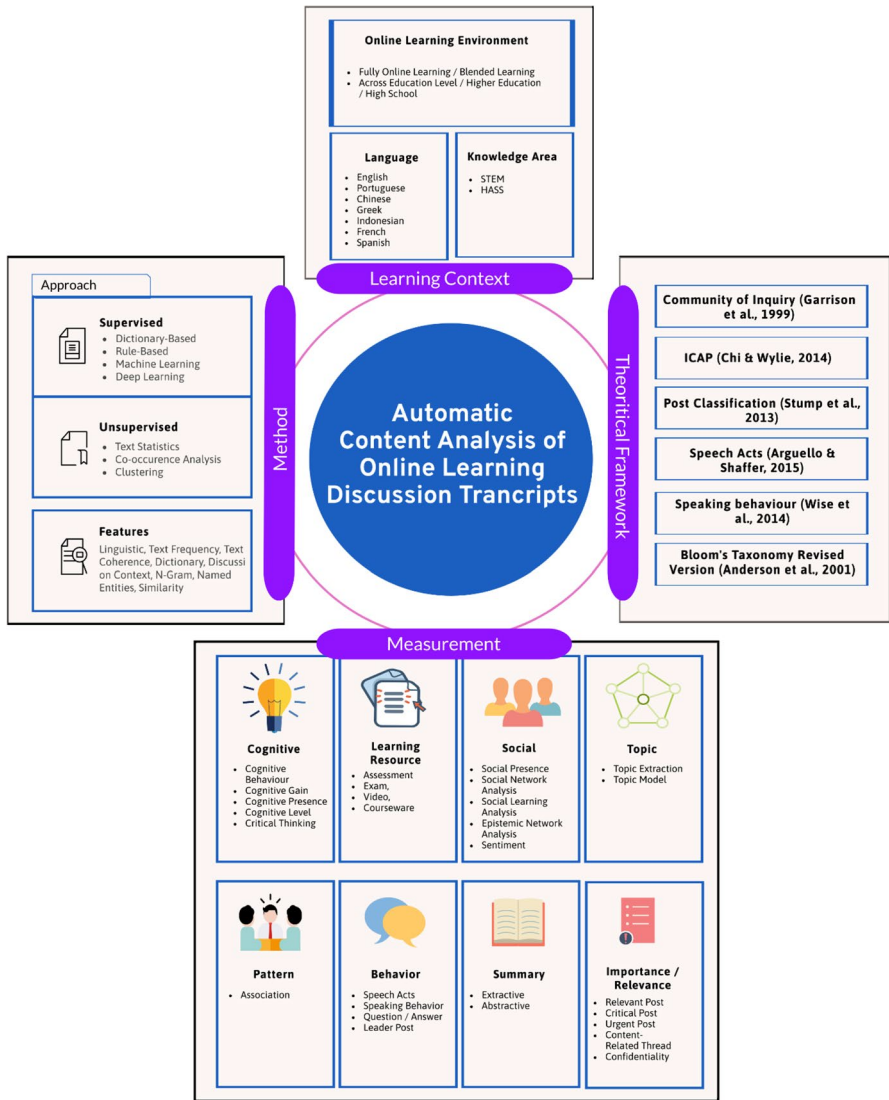 Online Learning Environment
• Fully Online Learning / Blended Learning
• Across Education Level / Higher Education
/ High School
Language
• English
• Portuguese
• Chinese
• Greek
• Indonesian
• French
• Spanish
Knowledge Area
• STEM
• HASS
Learning Context
Approach
Supervised
• Dictionary-Based
• Rule-Based
• Machine Learning
• Deep Learning
Unsupervised
• Text Statistics
• Co-occurence Analysis
• Clustering
Features
Linguistic, Text Frequency, Text
Coherence, Dictionary, Discussi
on Context, N-Gram, Named
Entities, Similarity
Method
Automatic
Content Analysis of
Online Learning
Discussion Trancripts
Theoritical Framework
Community of Inquiry (Garrison
et al., 1999)
ICAP (Chi & Wylie, 2014)
Post Classification (Stump et al.,
2013)
Speech Acts (Arguello &
Shaffer, 2015)
Speaking behaviour (Wise et
al., 2014)
Bloom's Taxonomy Revised
Version (Anderson et al., 2001)
Measurement
Cognitive
• Cognitive
Behaviour
• Cognitive Gain
• Cognitive Presence
• Cognitive Level
• Critical Thinking
Learning
Resource
• Assessment
• Exam,
• Video,
• Courseware
Social
• Social Presence
• Social Network
Analysis
• Social Learning
Analysis
• Epistemic Network
Analysis
• Sentiment
Topic
• Topic Extraction
• Topic Model
Pattern
• Association
Behavior
• Speech Acts
• Speaking Behavior
• Question / Answer
• Leader Post
Summary
• Extractive
• Abstractive
Importance /
Relevance
• Relevant Post
• Critical Post
• Urgent Post
• Content-
Related Thread
• Confidentiality